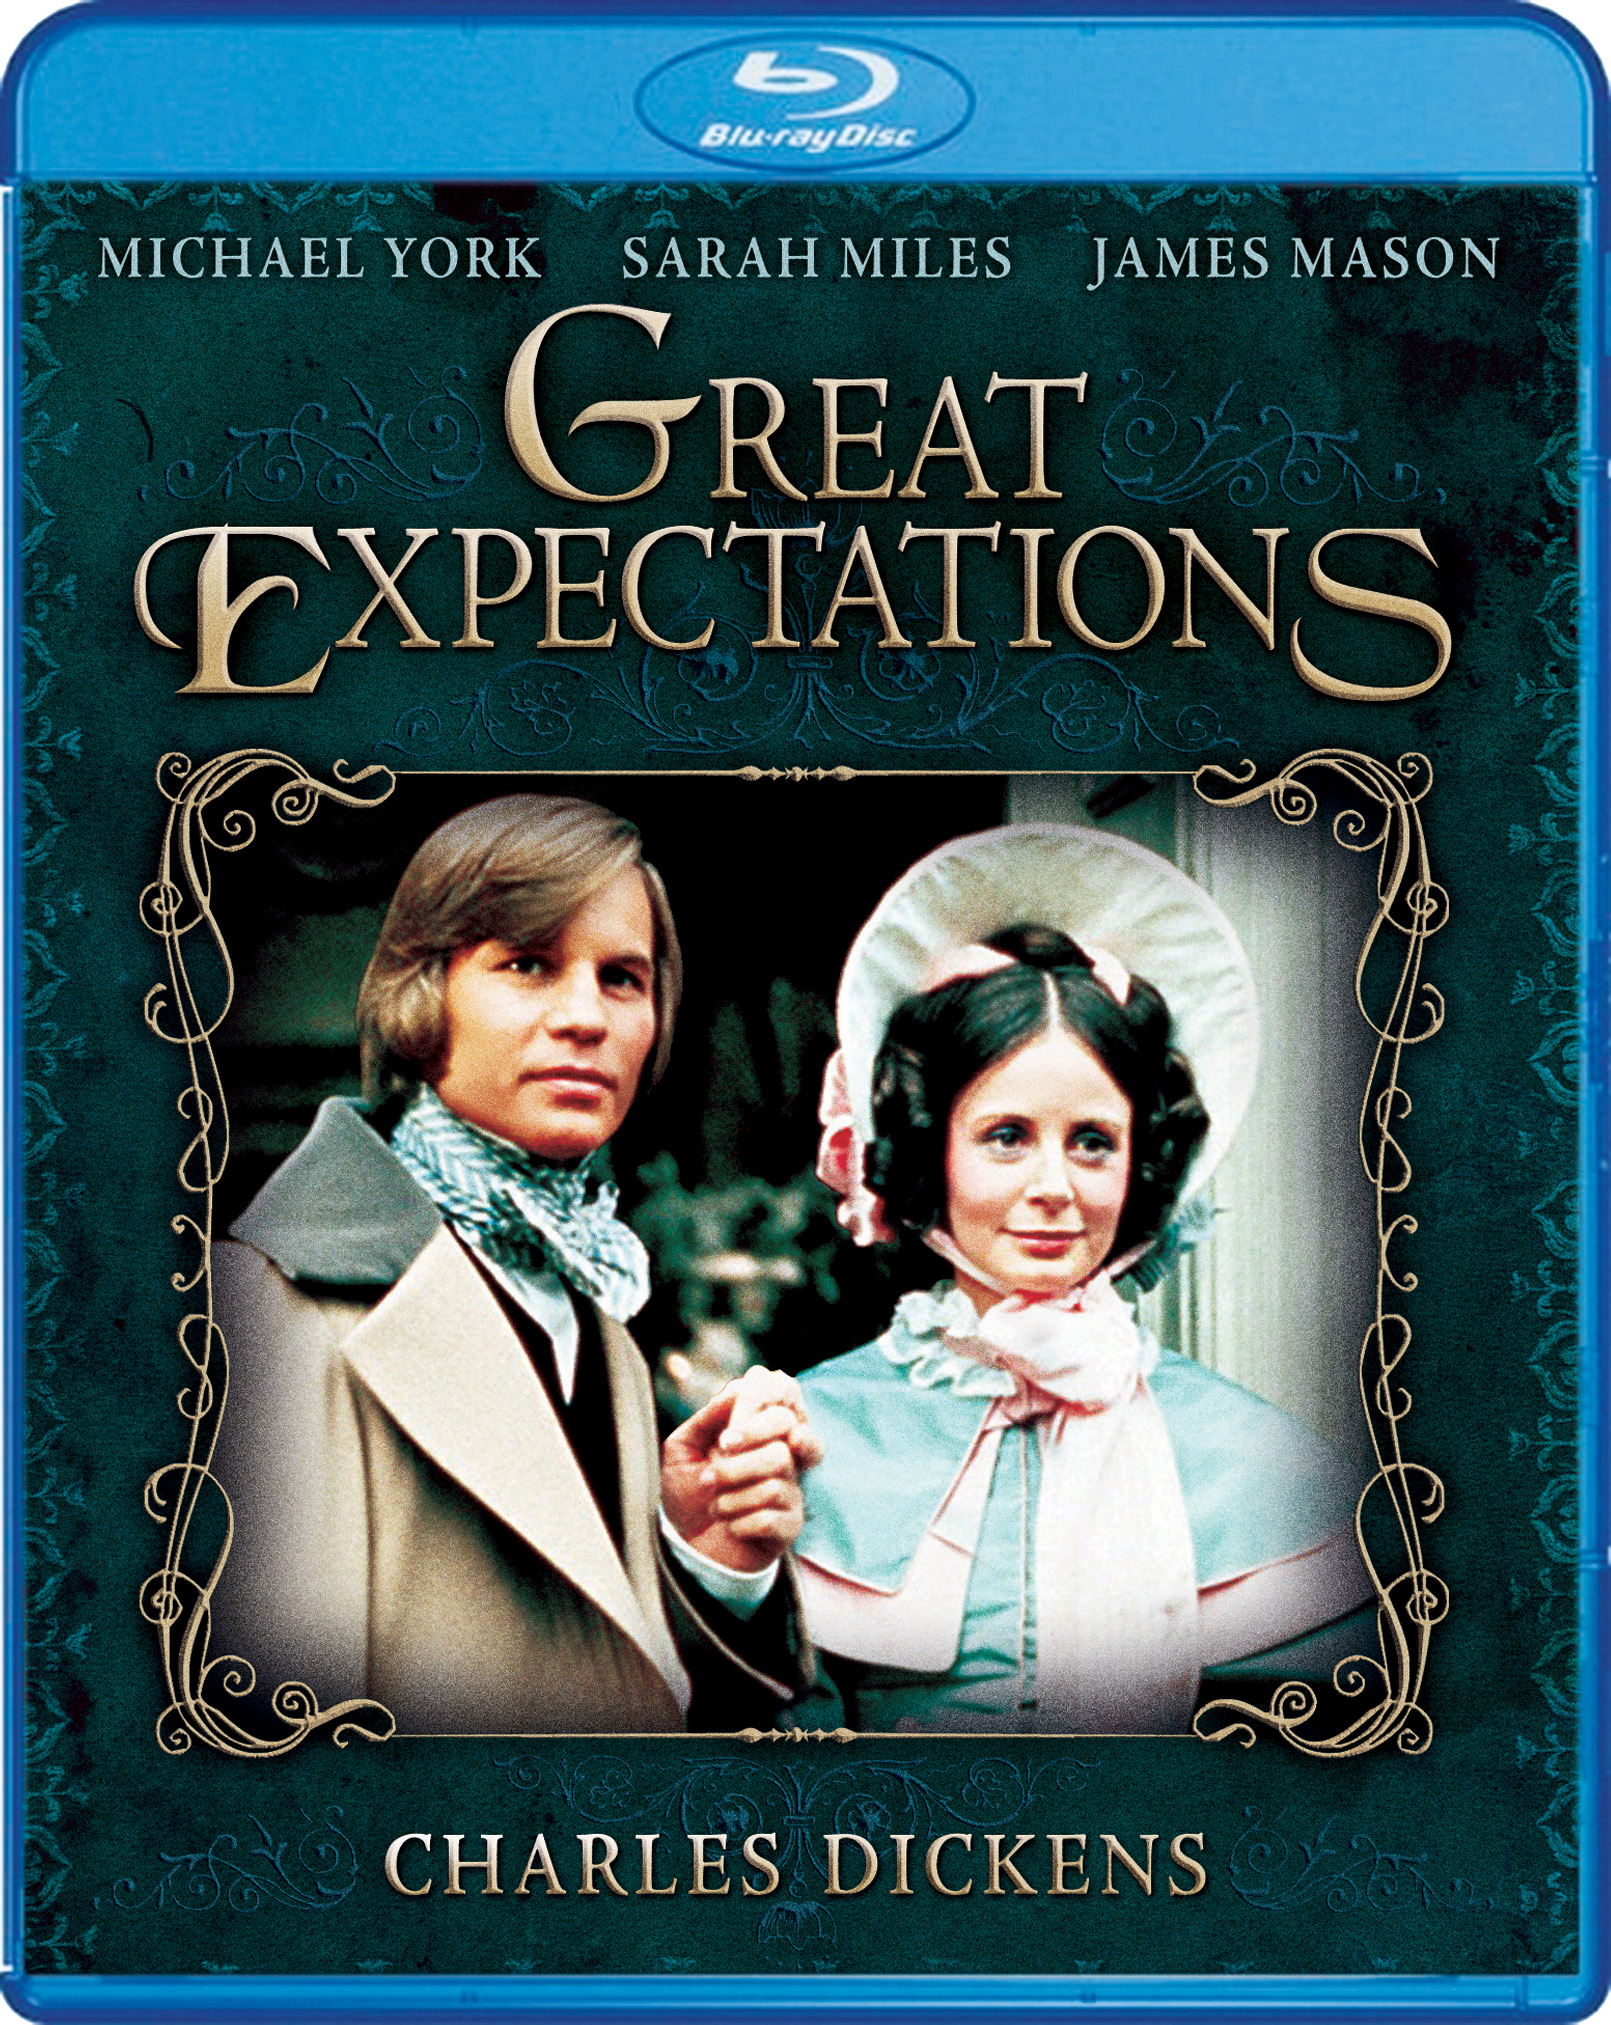 Blu-ray Disc
MICHAEL YORK SARAH MILES JAMES MASON
GREAT
EXPECTATIONS
CHARLES DICKENS